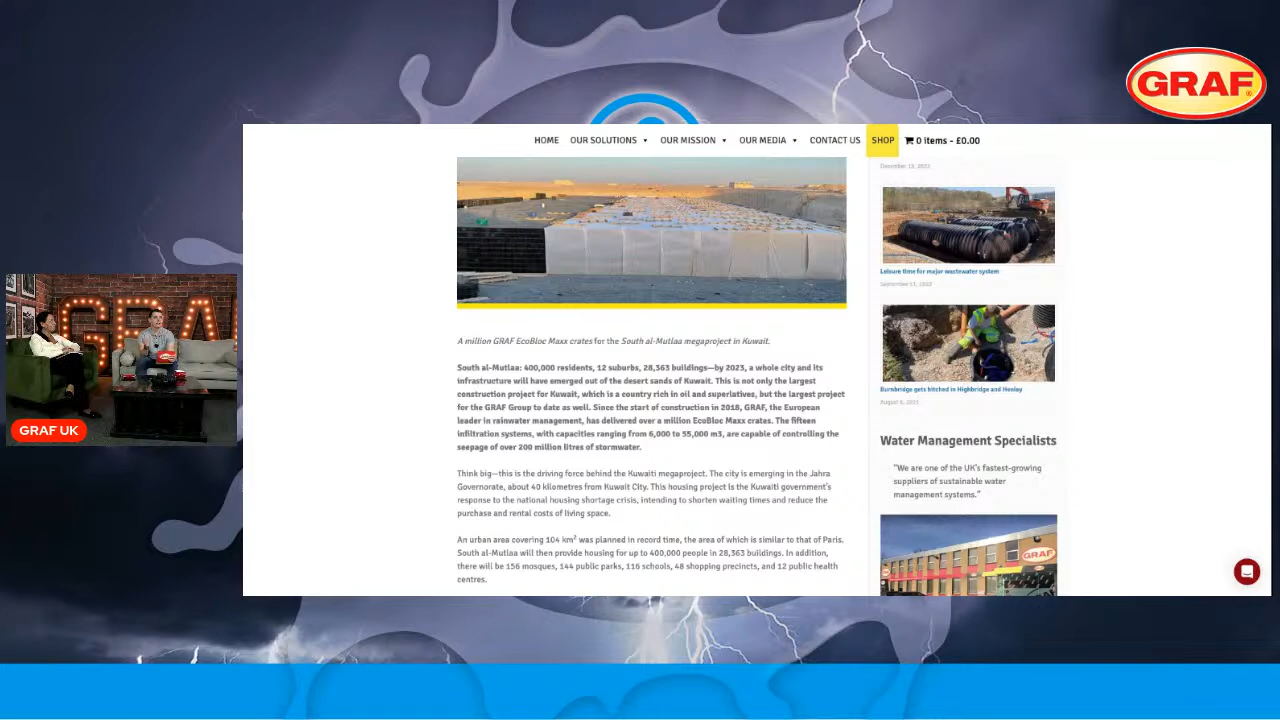 GRAF
HOME OUR SOLUTIONS OUR MISSION OUR MEDIA CONTACT US SHOP 0 items - £0.00
A million GRAF EcoBloc Maxx crates for the South al-Mutlaa megaproject in Kuwait.
South al-Mutlaa: 400,000 residents, 12 suburbs, 28,363 buildings—by 2023, a whole city and its
infrastructure will have emerged out of the desert sands of Kuwait. This is not only the largest
construction project for Kuwait, which is a country rich in oil and superlatives, but the largest project
for the GRAF Group to date as well. Since the start of construction in 2018, GRAF, the European
leader in rainwater management, has delivered over a million EcoBloc Maxx crates. The fifteen
infiltration systems, with capacities ranging from 6,000 to 55,000 m3, are capable of controlling the
seepage of over 200 million litres of stormwater.
Think big—this is the driving force behind the Kuwaiti megaproject. The city is emerging in the Jahra
Governorate, about 40 kilometres from Kuwait City. This housing project is the Kuwaiti government's
response to the national housing shortage crisis, intending to shorten waiting times and reduce the
purchase and rental costs of living space.
An urban area covering 104 km² was planned in record time, the area of which is similar to that of Paris.
South al-Mutlaa will then provide housing for up to 400,000 people in 28,363 buildings. In addition,
there will be 156 mosques, 144 public parks, 116 schools, 48 shopping precincts, and 12 public health
centres.
Leisure time for major wastewater system
Burnbridge gets hitched in Highbridge and Henley
Water Management Specialists
"We are one of the UK's fastest-growing
suppliers of sustainable water
management systems."
GRAF
GRA
GRAF UK